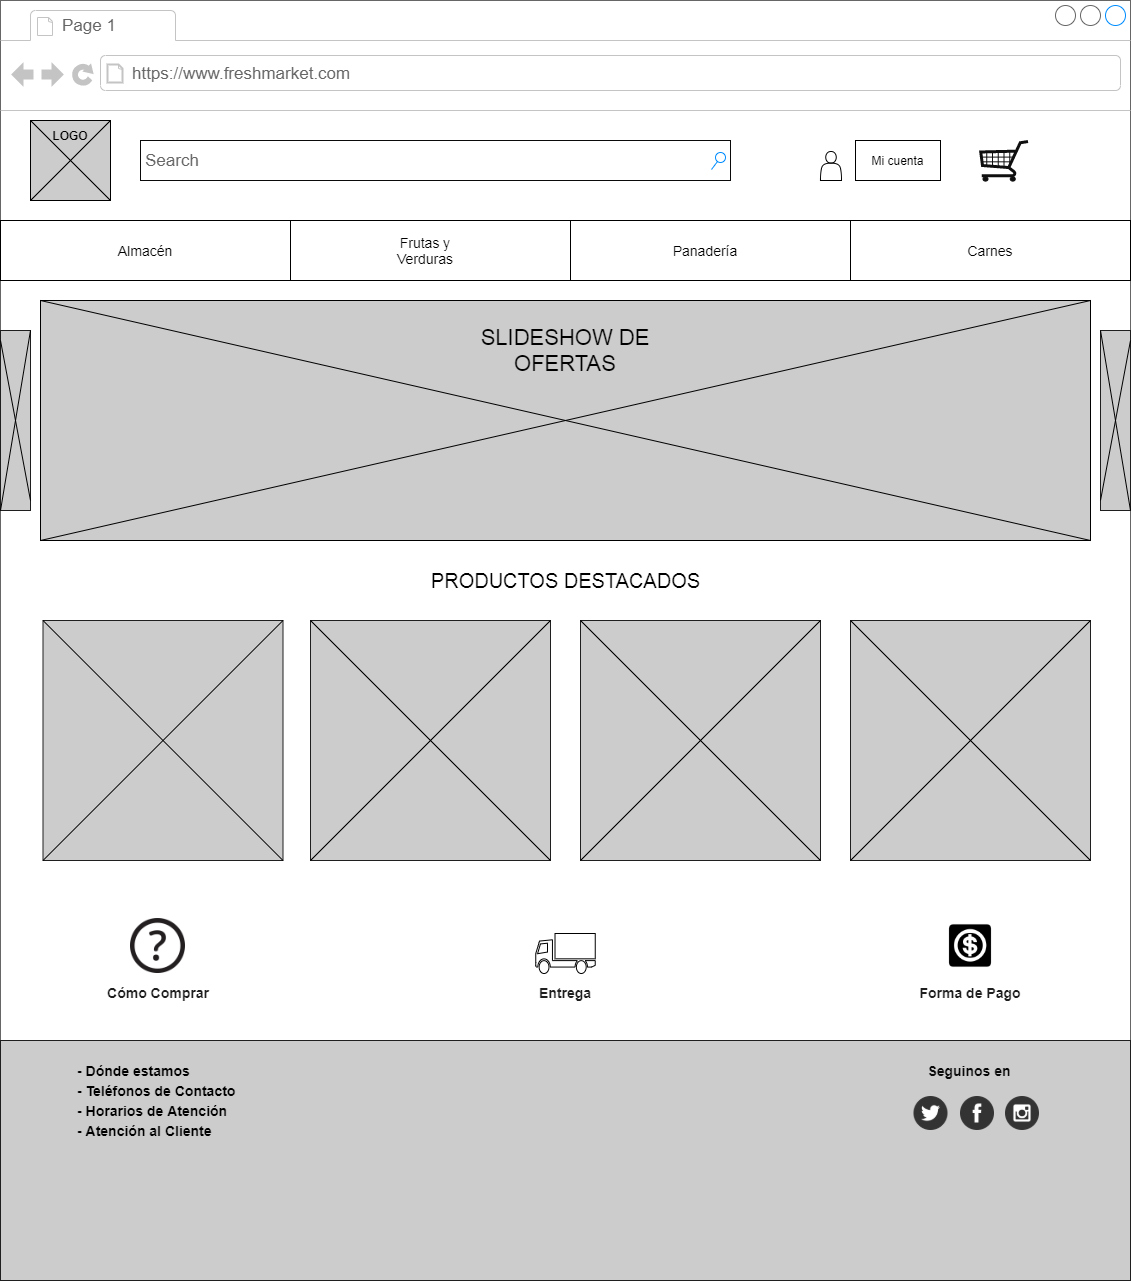 Page 1
https://www.freshmarket.com
LOGO
Search
Mi cuenta
Almacén
Frutas y
Verduras
Panadería
Carnes
SLIDESHOW DE
OFERTAS
PRODUCTOS DESTACADOS
Cómo Comprar
Entrega
Forma de Pago
- Dónde estamos
- Teléfonos de Contacto
- Horarios de Atención
- Atención al Cliente
Seguinos en